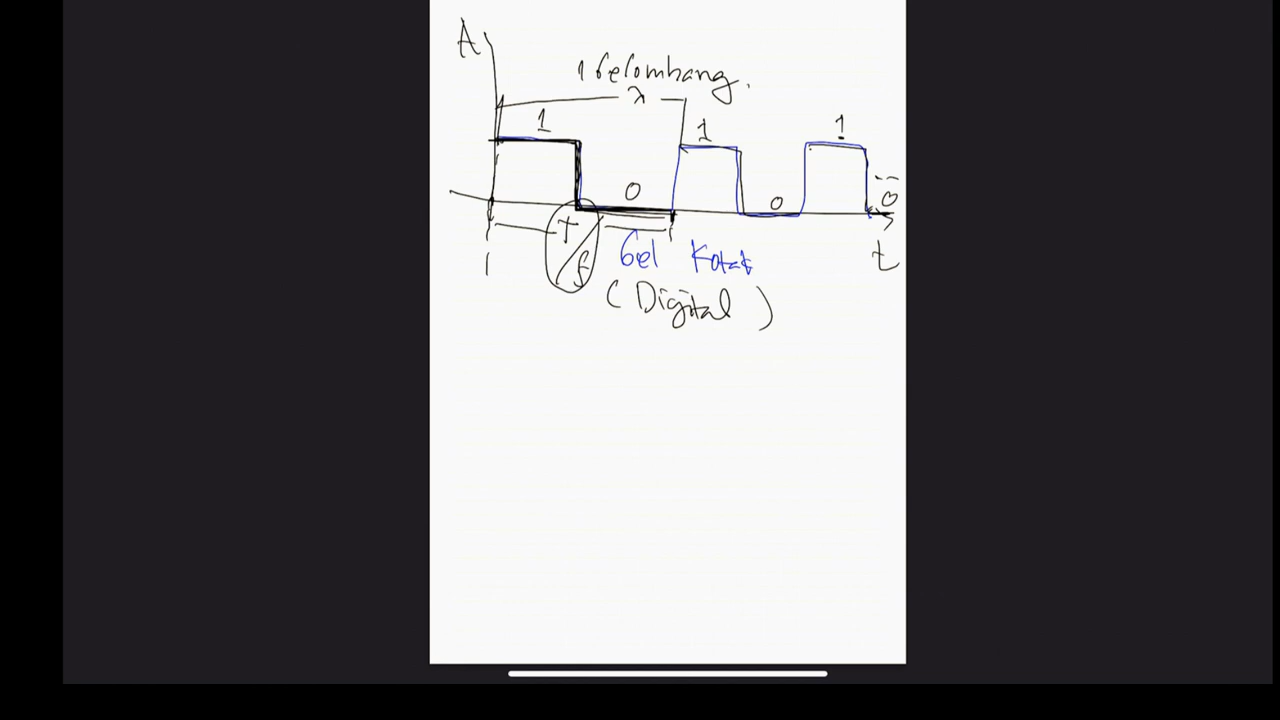 A
1 Gelombang.
λ
1 1 1
0 0 0
T
f
t
Gel Kotak
(Digital)